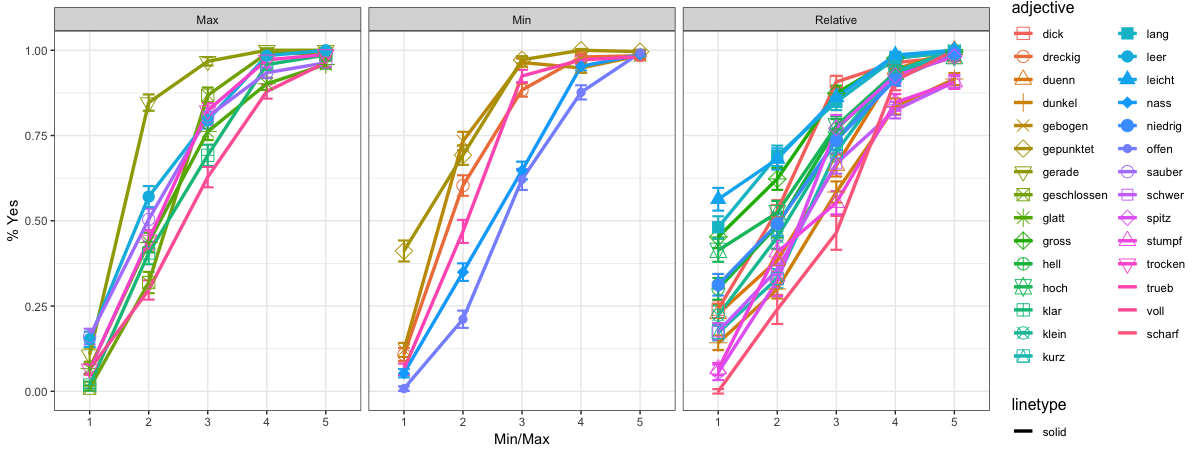 Max Min Relative
% Yes
1.00
0.75
0.50
0.25
0.00
1 2 3 4 5 1 2 3 4 5 1 2 3 4 5
Min/Max
adjective
dick
dreckig
duenn
dunkel
gebogen
gepunktet
gerade
geschlossen
glatt
gross
hell
hoch
klar
klein
kurz
lang
leer
leicht
nass
niedrig
offen
sauber
schwer
spitz
stumpf
trocken
trueb
voll
scharf
linetype
solid